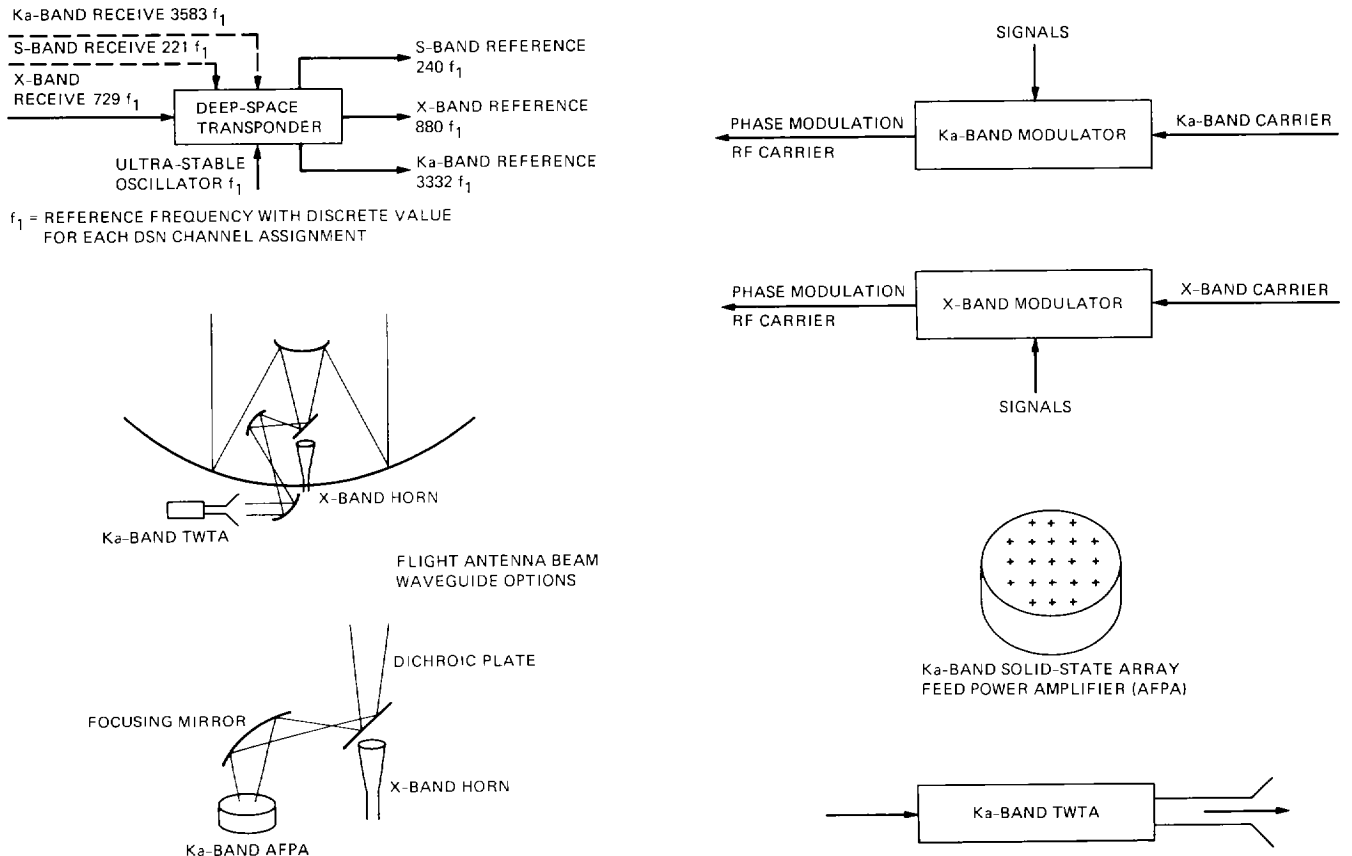 Ka-BAND RECEIVE 3583 f1
S-BAND RECEIVE 221 f1
X-BAND
RECEIVE 729 f1
DEEP-SPACE
TRANSPONDER
ULTRA-STABLE
OSCILLATOR f1
S-BAND REFERENCE
240 f1
X-BAND REFERENCE
880 f1
Ka-BAND REFERENCE
3332 f1
f1 = REFERENCE FREQUENCY WITH DISCRETE VALUE
FOR EACH DSN CHANNEL ASSIGNMENT
X-BAND HORN
Ka-BAND TWTA
FLIGHT ANTENNA BEAM
WAVEGUIDE OPTIONS
DICHROIC PLATE
FOCUSING MIRROR
X-BAND HORN
Ka-BAND AFPA
SIGNALS
PHASE MODULATION
RF CARRIER
Ka-BAND MODULATOR
Ka-BAND CARRIER
PHASE MODULATION
RF CARRIER
X-BAND MODULATOR
X-BAND CARRIER
SIGNALS
Ka-BAND SOLID-STATE ARRAY
FEED POWER AMPLIFIER (AFPA)
Ka-BAND TWTA